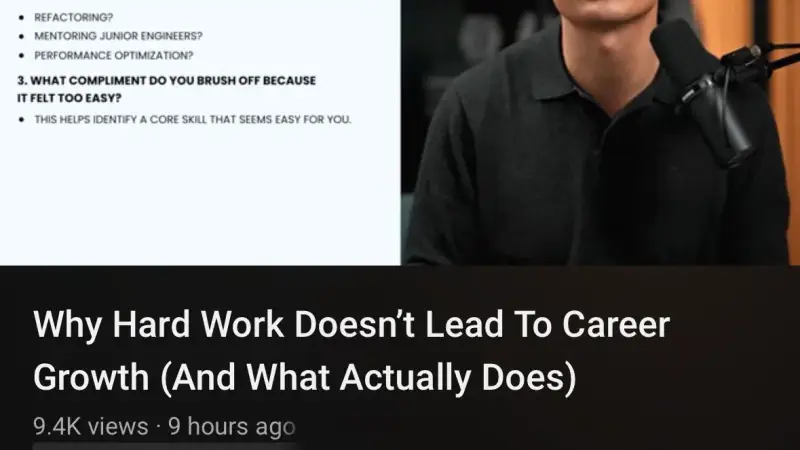 • REFACTORING?
• MENTORING JUNIOR ENGINEERS?
• PERFORMANCE OPTIMIZATION?
3. WHAT COMPLIMENT DO YOU BRUSH OFF BECAUSE
IT FELT TOO EASY?
• THIS HELPS IDENTIFY A CORE SKILL THAT SEEMS EASY FOR YOU.
Why Hard Work Doesn’t Lead To Career
Growth (And What Actually Does)
9.4K views · 9 hours ago